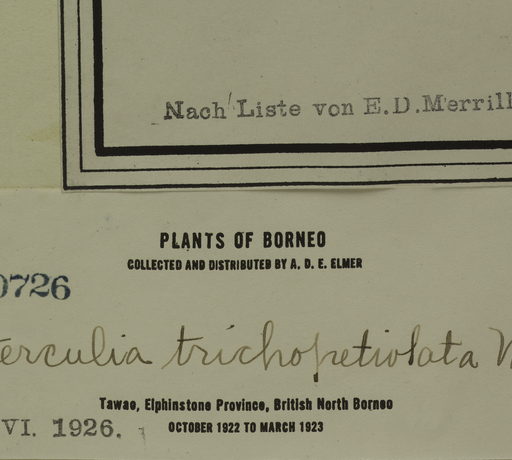 Nach Liste von E.D.Merrill
PLANTS OF BORNEO
COLLECTED AND DISTRIBUTED BY A. D. E. ELMER
0726
terculia trichopetiolata
Tawao, Elphinstone Province, British North Borneo
VI. 1926.
OCTOBER 1922 TO MARCH 1923